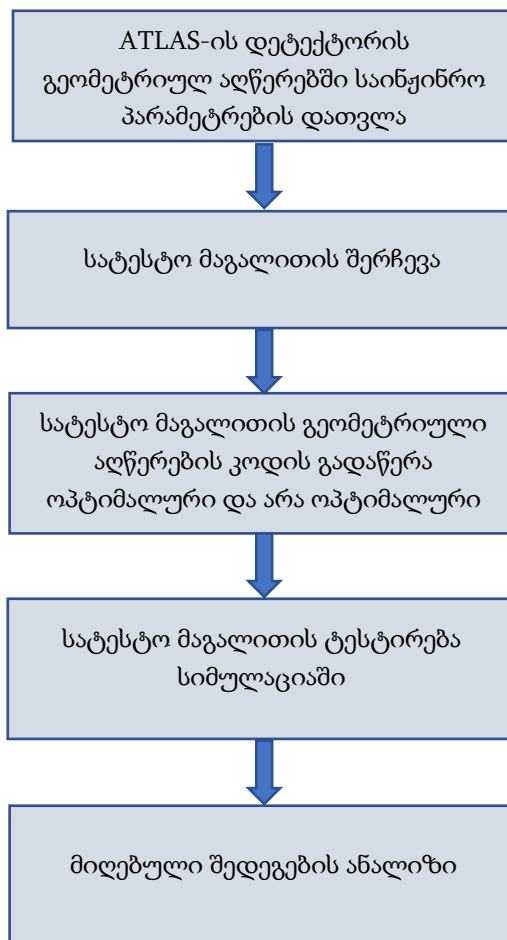 ATLAS-ის დეტექტორის
გეომეტრიულ აღწერებში საინჟინრო
პარამეტრების დათვლა
სატესტო მაგალითის შერჩევა
სატესტო მაგალითის გეომეტრიული
აღწერების კოდის გადაწერა
ოპტიმალური და არა ოპტიმალური
სატესტო მაგალითის ტესტირება
სიმულაციაში
მიღებული შედეგების ანალიზი